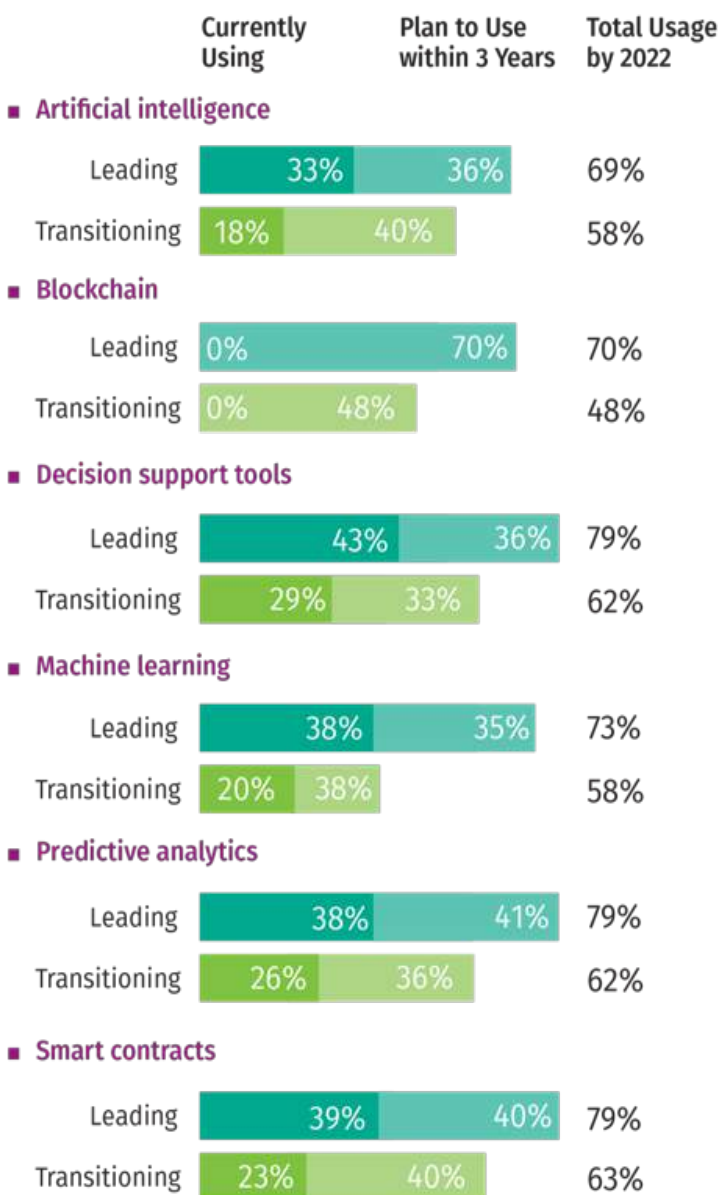 Currently Using
Plan to Use within 3 Years
Total Usage by 2022
Artificial intelligence
Leading 33% 36% 69%
Transitioning 18% 40% 58%
Blockchain
Leading 0% 70% 70%
Transitioning 0% 48% 48%
Decision support tools
Leading 43% 36% 79%
Transitioning 29% 33% 62%
Machine learning
Leading 38% 35% 73%
Transitioning 20% 38% 58%
Predictive analytics
Leading 38% 41% 79%
Transitioning 26% 36% 62%
Smart contracts
Leading 39% 40% 79%
Transitioning 23% 40% 63%